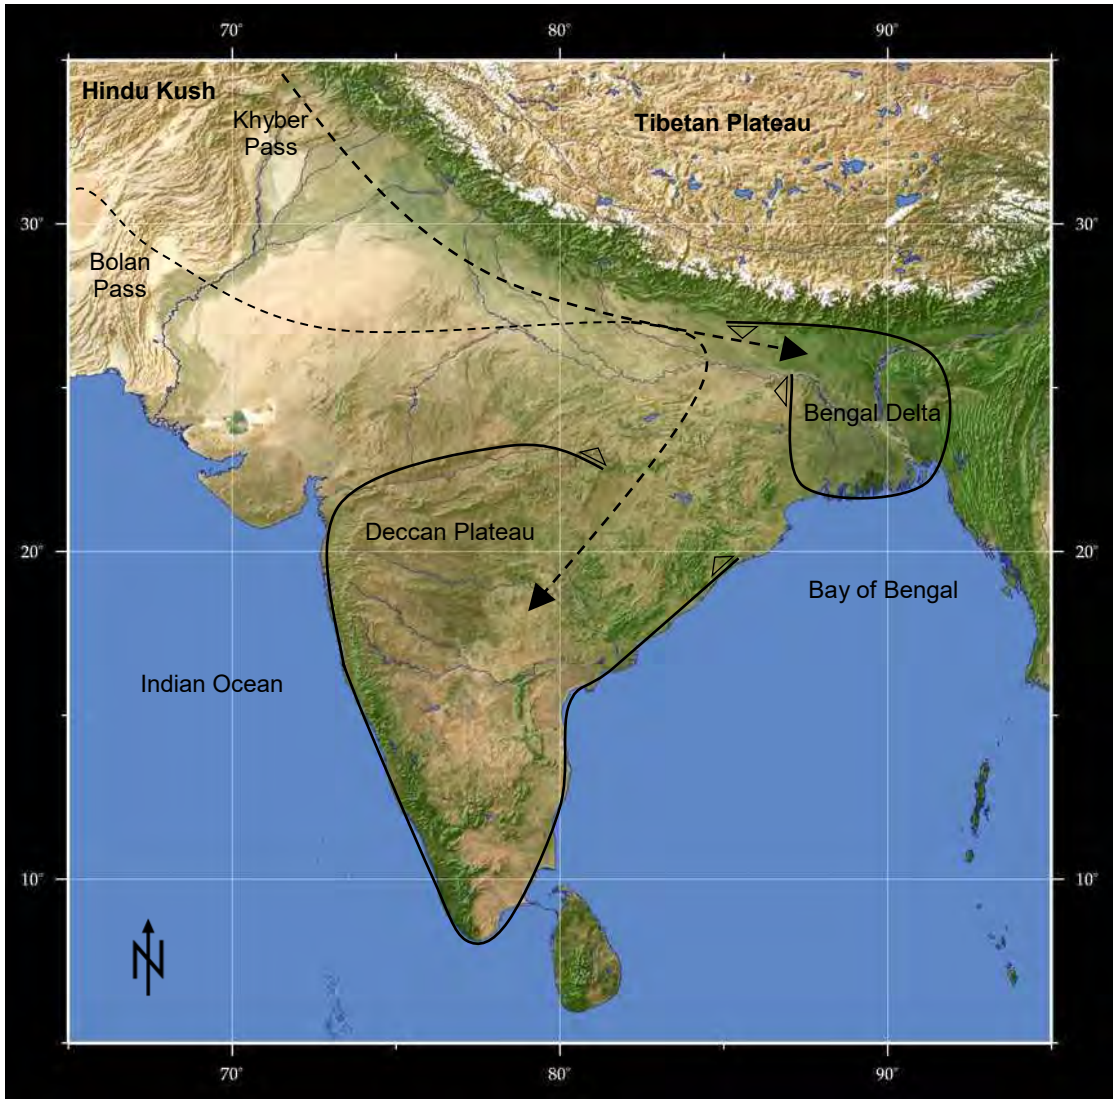 70° 80° 90°
Hindu Kush
Khyber
Pass
Tibetan Plateau
30° 30°
Bolan
Pass
Bengal Delta
Deccan Plateau
20° 20°
Bay of Bengal
Indian Ocean
10° 10°
N
70° 80° 90°